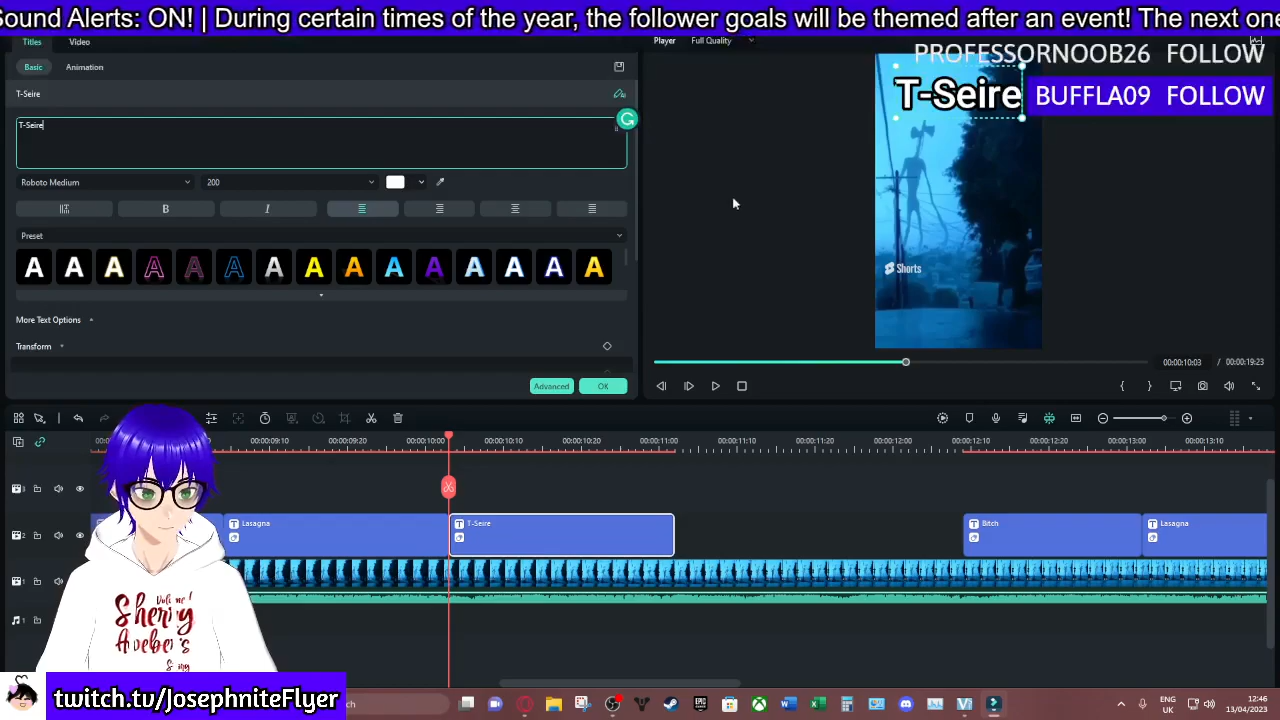 Sound Alerts: ON! | During certain times of the year, the follower goals will be themed after an event! The next one
Titles Video
Player Full Quality
PROFESSORNOOB26 FOLLOW
BUFFLA09 FOLLOW
Basic Animation
T-Seire
T-Seire
T-Seire
Shorts
Roboto Medium 200
B I
Preset
A A A A A A A A A A A A A A A
More Text Options
Transform
Advanced OK
00:00:10:03 / 00:00:19:23
00:00:09:10 00:00:09:20 00:00:10:00 00:00:10:10 00:00:10:20 00:00:11:00 00:00:11:10 00:00:11:20 00:00:12:00 00:00:12:10 00:00:12:20 00:00:13:00 00:00:13:10
Lasagna T-Seire Bitch Lasagna
Sherry
twitch.tv/JosephniteFlyer
ENG
UK
12:46
13/04/2023